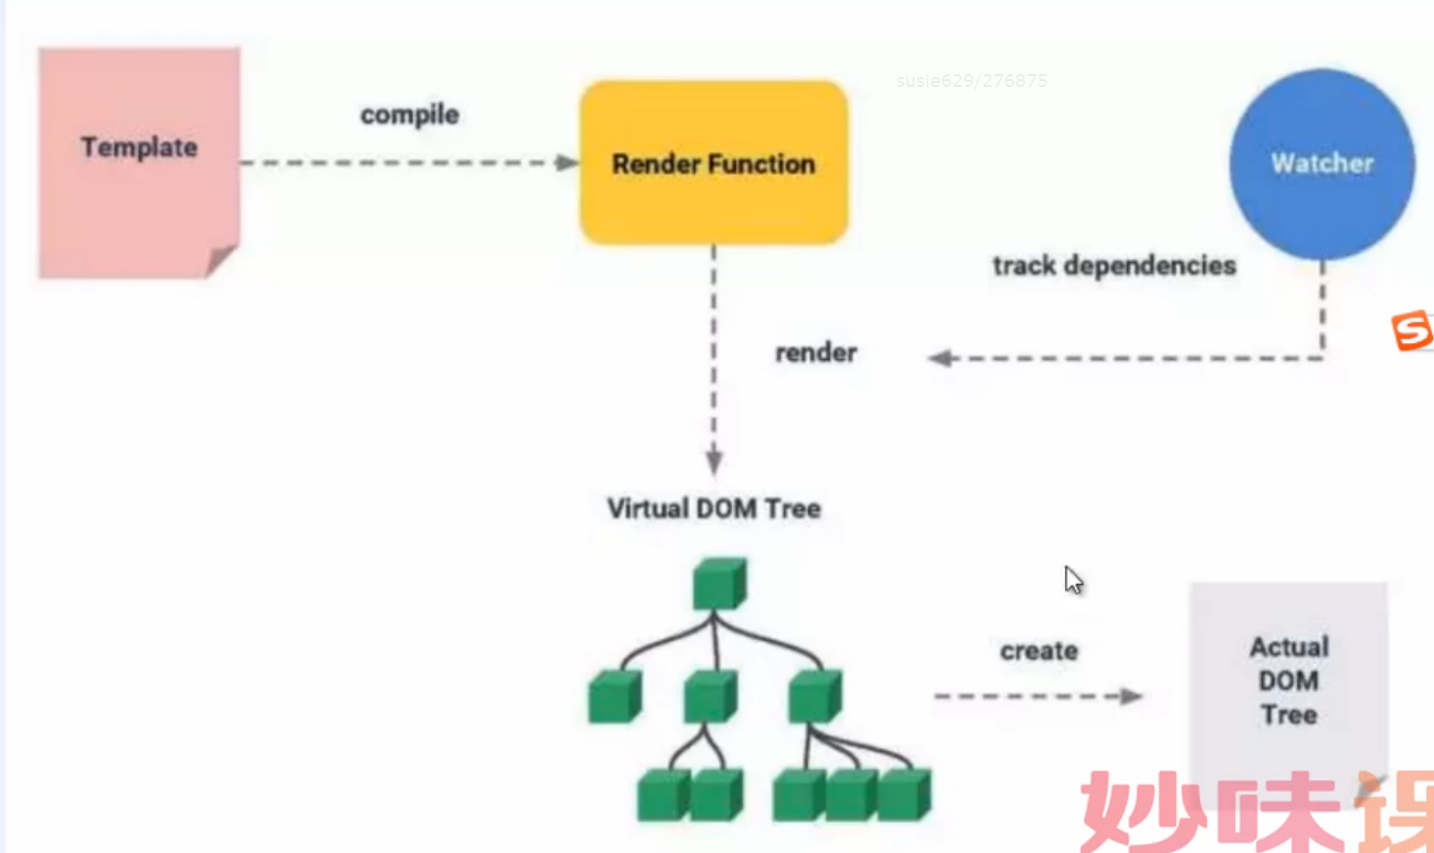 susie629/276875
compile
Template
Render Function
Watcher
track dependencies
render
Virtual DOM Tree
create
Actual
DOM
Tree
S
妙味课